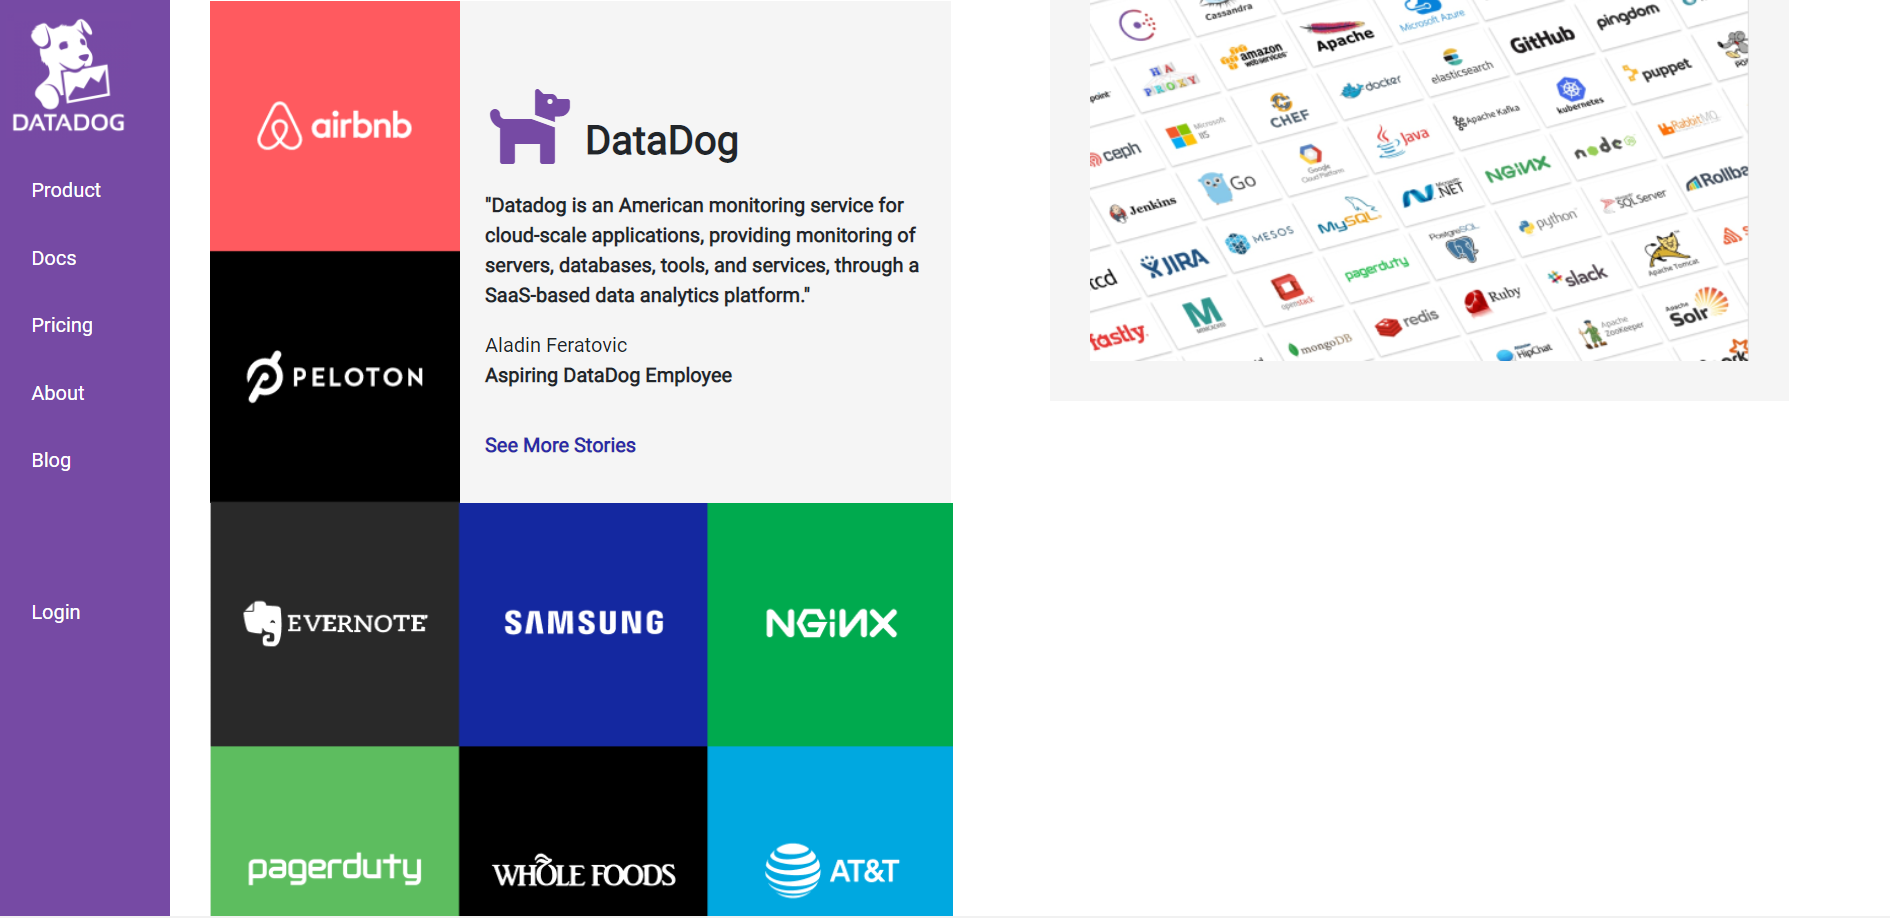 DATADOG
Product
Docs
Pricing
About
Blog
Login
airbnb
PELOTON
DataDog
"Datadog is an American monitoring service for
cloud-scale applications, providing monitoring of
servers, databases, tools, and services, through a
SaaS-based data analytics platform."
Aladin Feratovic
Aspiring DataDog Employee
See More Stories
EVERNOTE®
SAMSUNG
NGINX
pagerduty
WHOLE FOODS
AT&T
Cassandra
Microsoft Azure
pingdom
amazon
webservices
Apache
GitHub
HA
PROXY
docker
elasticsearch
puppet
point
Microsoft
IIS
CHEF
Apache Kafka
kubernetes
RabbitMQ
ceph
Google
Cloud Platform
Java
node
Jenkins
Go
Microsoft
.NET
NGINX
SQL Server
Rollba
JIRA
MESOS
MySQL
PostgreSQL
python
tcd
openstack
pagerduty
slack
Apache Tomcat
fastly
mongoDB
redis
Ruby
HipChat
Apache
ZooKeeper
Apache
Solr